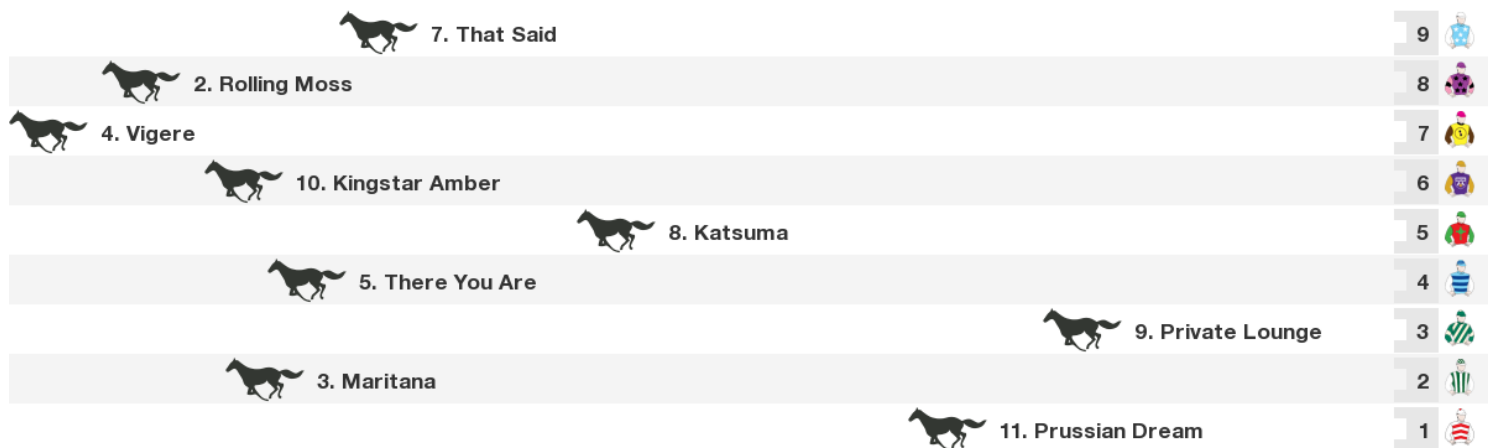 7. That Said 9
2. Rolling Moss 8
4. Vigere 7
10. Kingstar Amber 6
8. Katsuma 5
5. There You Are 4
9. Private Lounge 3
3. Maritana 2
11. Prussian Dream 1